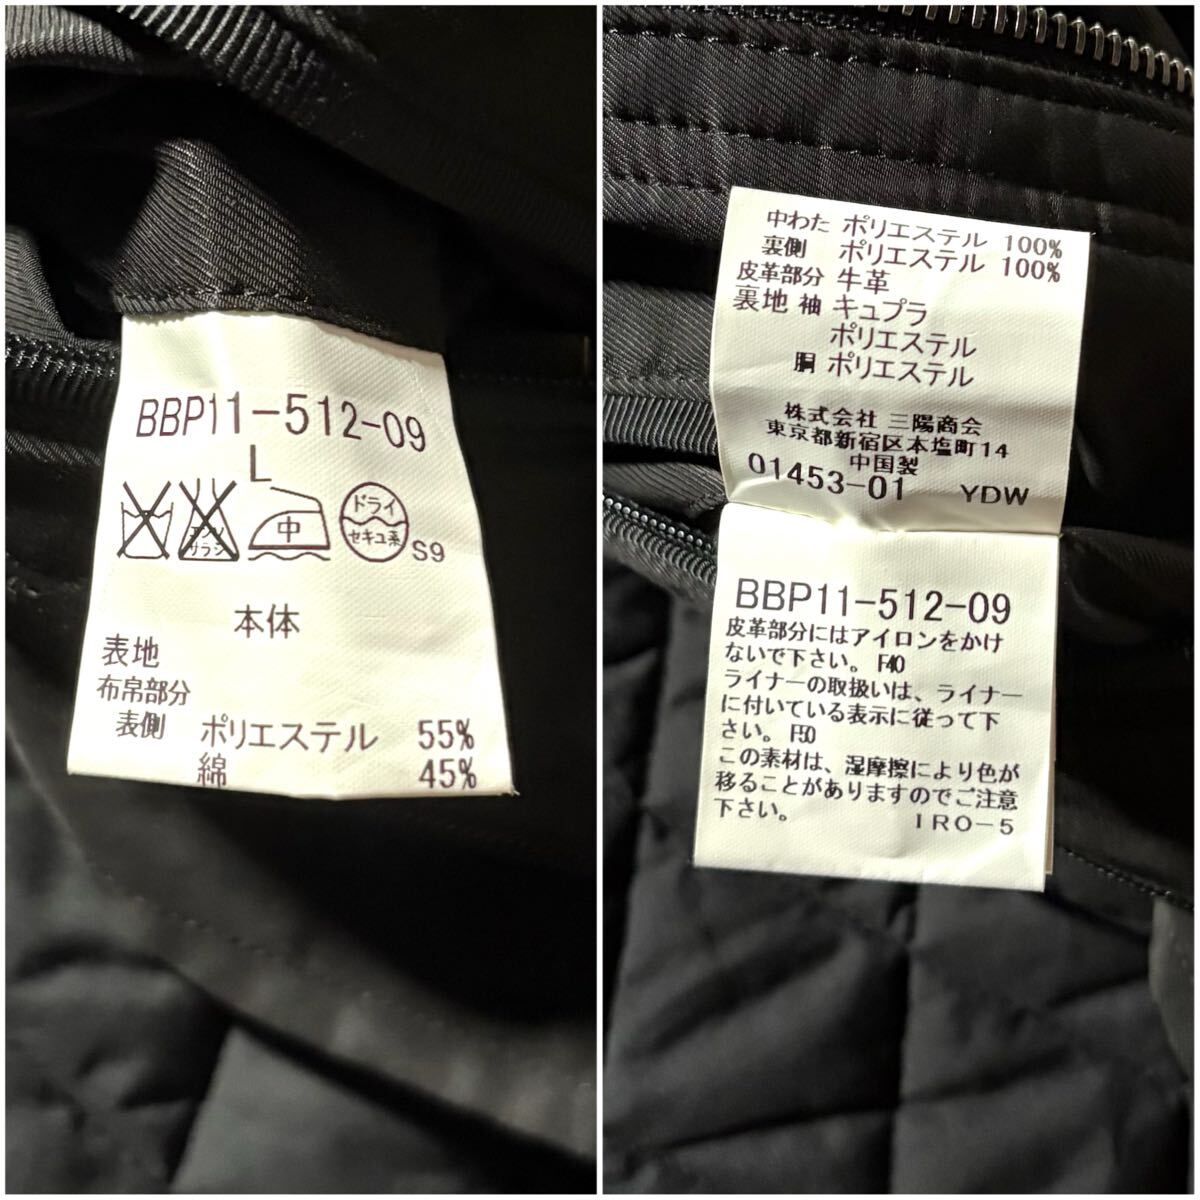 BBP11-512-09
L
エンソ
サラシ
中
ドライ
セキユ系
S9
本体
表地
布帛部分
表側 ポリエステル 55%
綿 45%
中わた ポリエステル 100%
裏側 ポリエステル 100%
皮革部分 牛革
裏地 袖 キュプラ
ポリエステル
胴 ポリエステル
株式会社 三陽商会
東京都新宿区本塩町14
中国製
01453-01 YDW
BBP11-512-09
皮革部分にはアイロンをかけ
ないで下さい。 F40
ライナーの取扱いは、ライナー
に付いている表示に従って下
さい。 F50
この素材は、湿摩擦により色が
移ることがありますのでご注意
下さい。 IRO-5